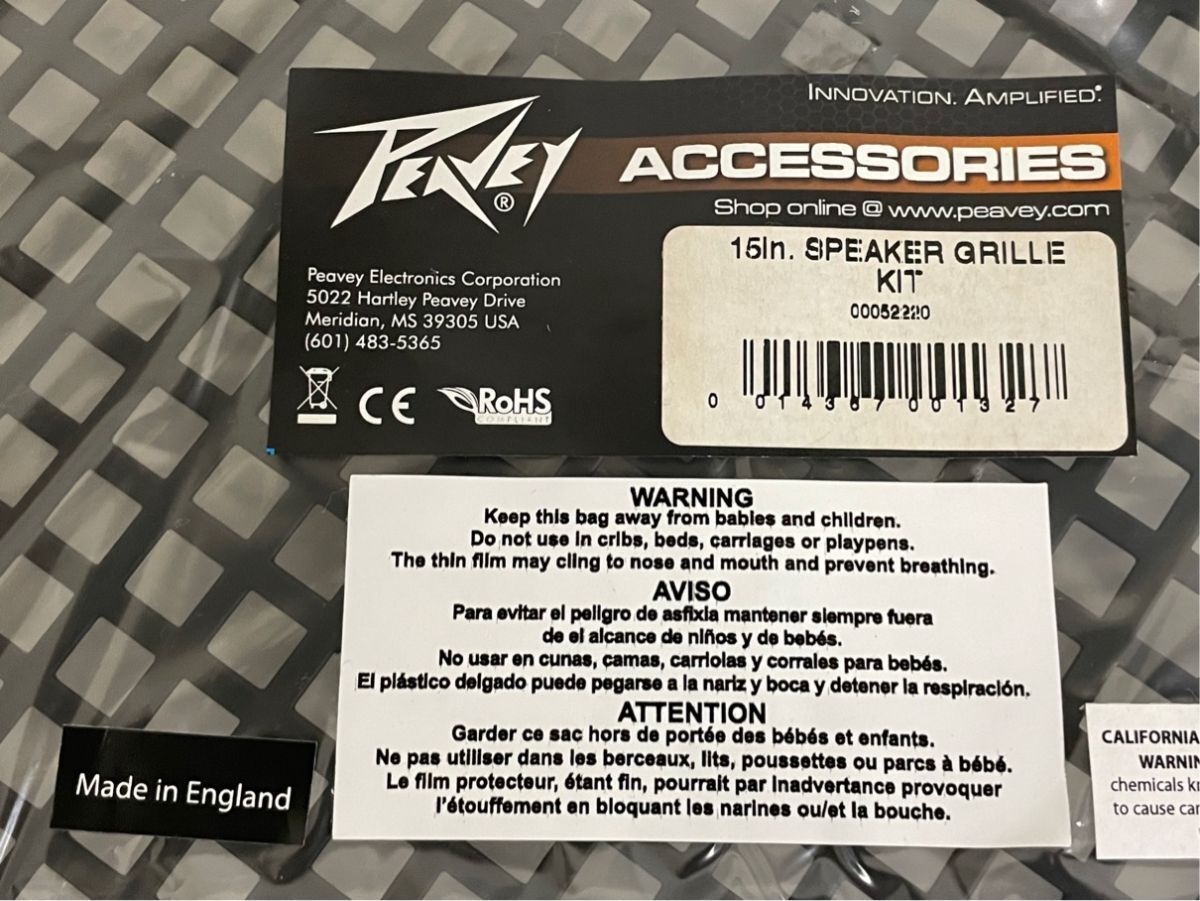 INNOVATION. AMPLIFIED.
PEAVEY®
ACCESSORIES
Shop online @ www.peavey.com
Peavey Electronics Corporation
5022 Hartley Peavey Drive
Meridian, MS 39305 USA
(601) 483-5365
CE
RoHS
COMPLIANT
15In. SPEAKER GRILLE
KIT
00052220
0 014367001327
WARNING
Keep this bag away from babies and children.
Do not use in cribs, beds, carriages or playpens.
The thin film may cling to nose and mouth and prevent breathing.
AVISO
Para evitar el peligro de asfixia mantener siempre fuera
de el alcance de niños y de bebés.
No usar en cunas, camas, carriolas y corrales para bebés.
El plástico delgado puede pegarse a la nariz y boca y detener la respiración.
ATTENTION
Garder ce sac hors de portée des bébés et enfants.
Ne pas utiliser dans les berceaux, lits, poussettes ou parcs à bébé.
Le film protecteur, étant fin, pourrait par inadvertance provoquer
l'étouffement en bloquant les narines ou/et la bouche.
Made in England
CALIFORNIA
WARNIN
chemicals k
to cause ca